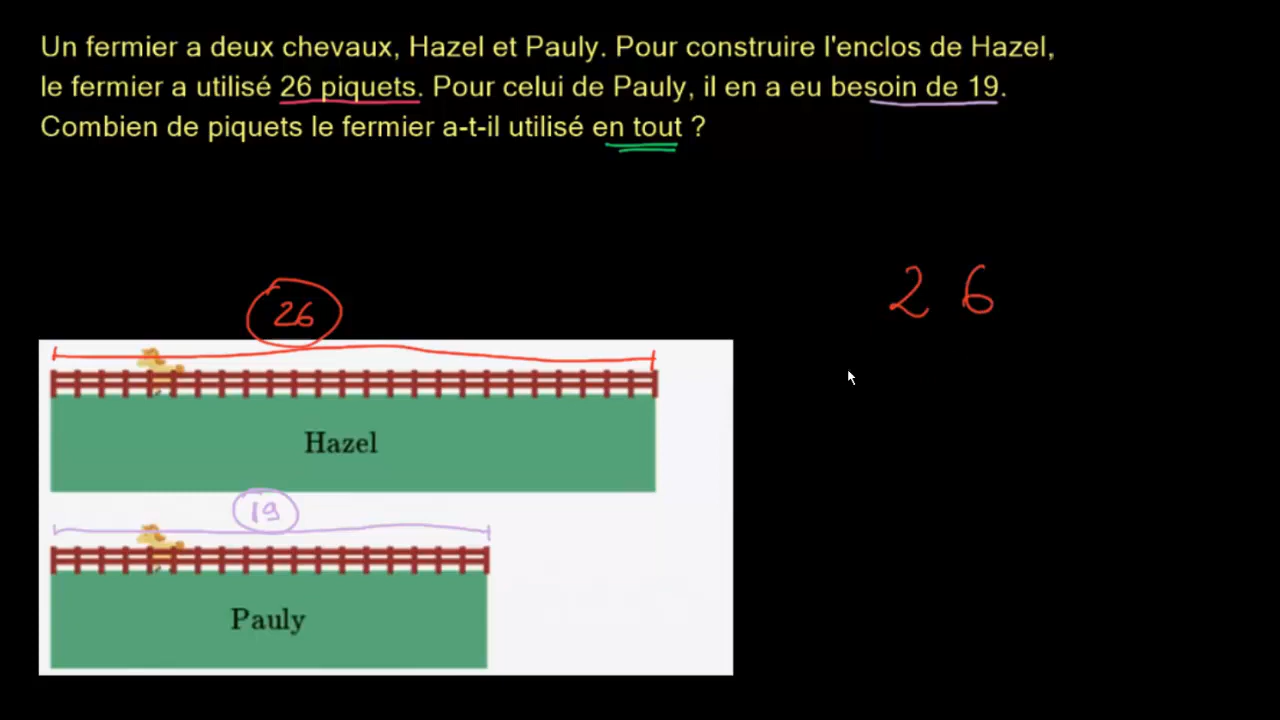 Un fermier a deux chevaux, Hazel et Pauly. Pour construire l'enclos de Hazel,
le fermier a utilisé 26 piquets. Pour celui de Pauly, il en a eu besoin de 19.
Combien de piquets le fermier a-t-il utilisé en tout ?
26
2 6
Hazel
19
Pauly